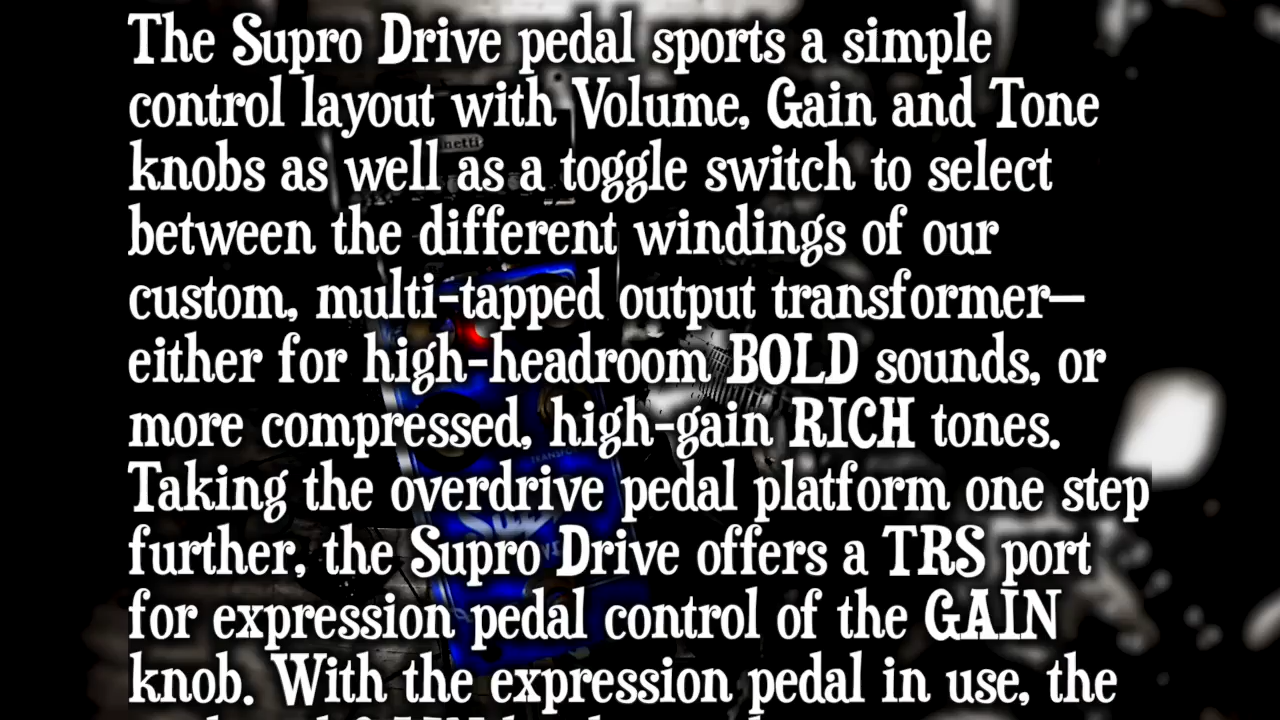 The Supro Drive pedal sports a simple
control layout with Volume, Gain and Tone
knobs as well as a toggle switch to select
between the different windings of our
custom, multi-tapped output transformer—
either for high-headroom BOLD sounds, or
more compressed, high-gain RICH tones.
Taking the overdrive pedal platform one step
further, the Supro Drive offers a TRS port
for expression pedal control of the GAIN
knob. With the expression pedal in use, the